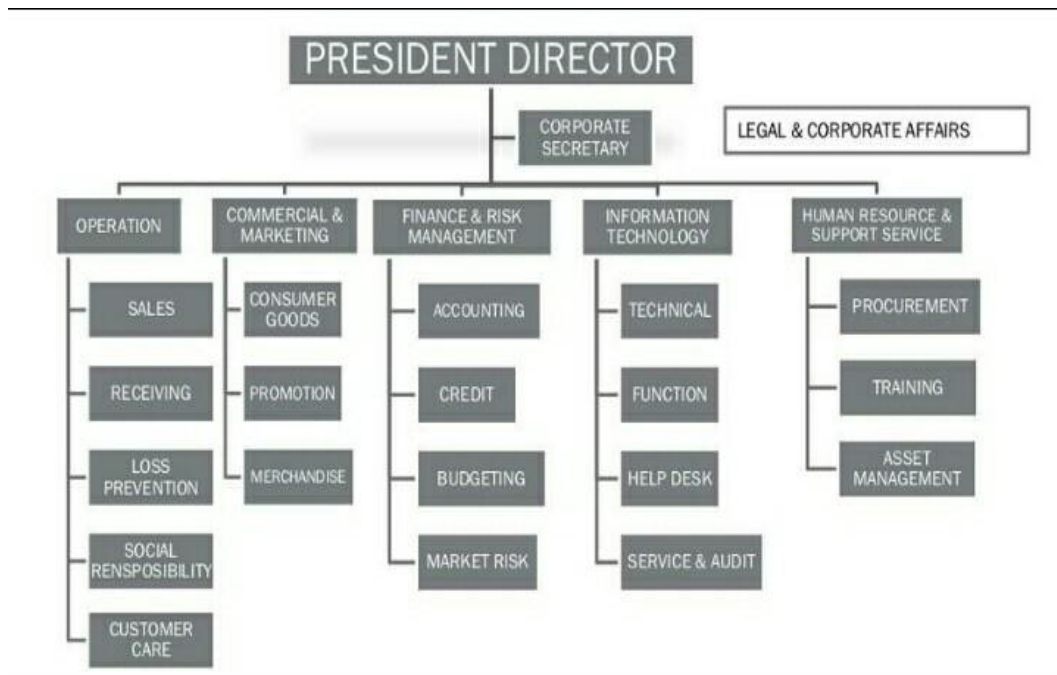 PRESIDENT DIRECTOR
CORPORATE
SECRETARY
LEGAL & CORPORATE AFFAIRS
OPERATION
SALES
RECEIVING
LOSS
PREVENTION
SOCIAL
RENSPOSIBILITY
CUSTOMER
CARE
COMMERCIAL &
MARKETING
CONSUMER
GOODS
PROMOTION
MERCHANDISE
FINANCE & RISK
MANAGEMENT
ACCOUNTING
CREDIT
BUDGETING
MARKET RISK
INFORMATION
TECHNOLOGY
TECHNICAL
FUNCTION
HELP DESK
SERVICE & AUDIT
HUMAN RESOURCE &
SUPPORT SERVICE
PROCUREMENT
TRAINING
ASSET
MANAGEMENT